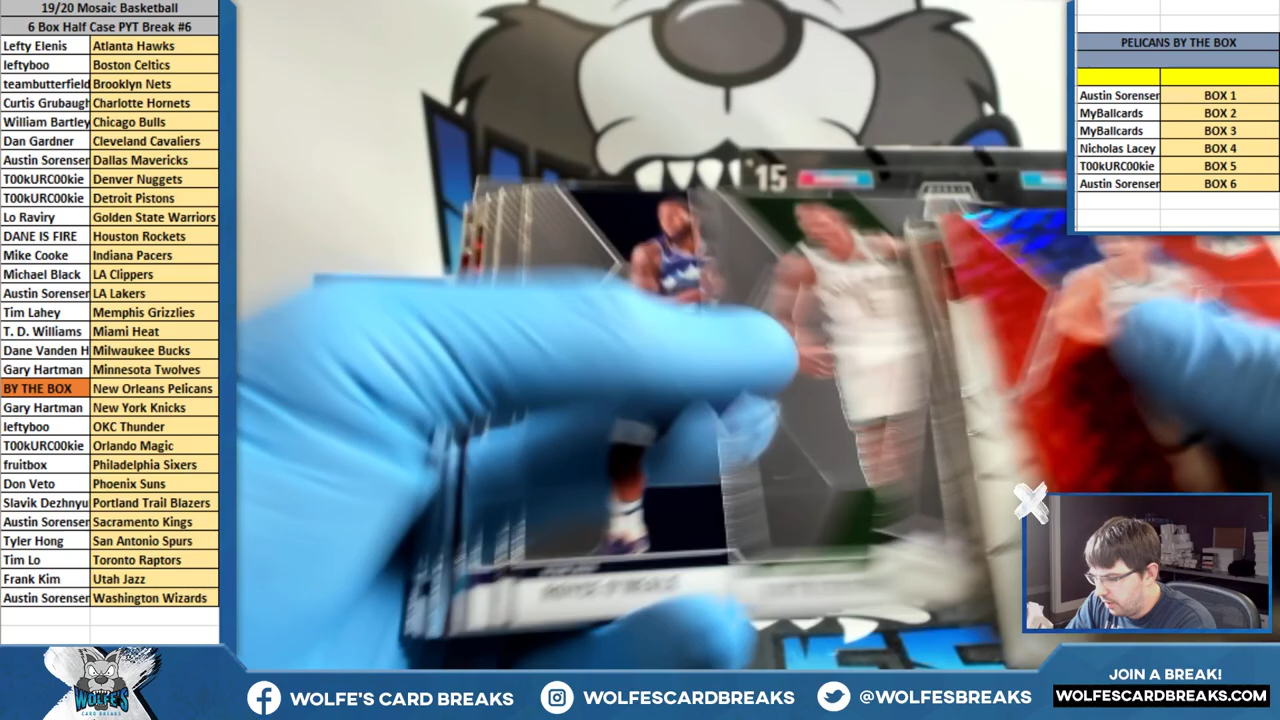 19/20 Mosaic Basketball
6 Box Half Case PYT Break #6
Lefty Elenis Atlanta Hawks
leftyboo Boston Celtics
teambutterfield Brooklyn Nets
Curtis Grubaugh Charlotte Hornets
William Bartley Chicago Bulls
Dan Gardner Cleveland Cavaliers
Austin Sorensen Dallas Mavericks
T00kURC00kie Denver Nuggets
T00kURC00kie Detroit Pistons
Lo Raviry Golden State Warriors
DANE IS FIRE Houston Rockets
Mike Cooke Indiana Pacers
Michael Black LA Clippers
Austin Sorensen LA Lakers
Tim Lahey Memphis Grizzlies
T. D. Williams Miami Heat
Dane Vanden H Milwaukee Bucks
Gary Hartman Minnesota Twolves
BY THE BOX New Orleans Pelicans
Gary Hartman New York Knicks
leftyboo OKC Thunder
T00kURC00kie Orlando Magic
fruitbox Philadelphia Sixers
Don Veto Phoenix Suns
Slavik Dezhnyu Portland Trail Blazers
Austin Sorensen Sacramento Kings
Tyler Hong San Antonio Spurs
Tim Lo Toronto Raptors
Frank Kim Utah Jazz
Austin Sorensen Washington Wizards
PELICANS BY THE BOX
Austin Sorensen BOX 1
MyBallcards BOX 2
MyBallcards BOX 3
Nicholas Lacey BOX 4
T00kURC00kie BOX 5
Austin Sorensen BOX 6
'15
WOLFE'S
CARD BREAKS
WOLFE'S CARD BREAKS
WOLFESCARDBREAKS
@WOLFESBREAKS
JOIN A BREAK!
WOLFESCARDBREAKS.COM